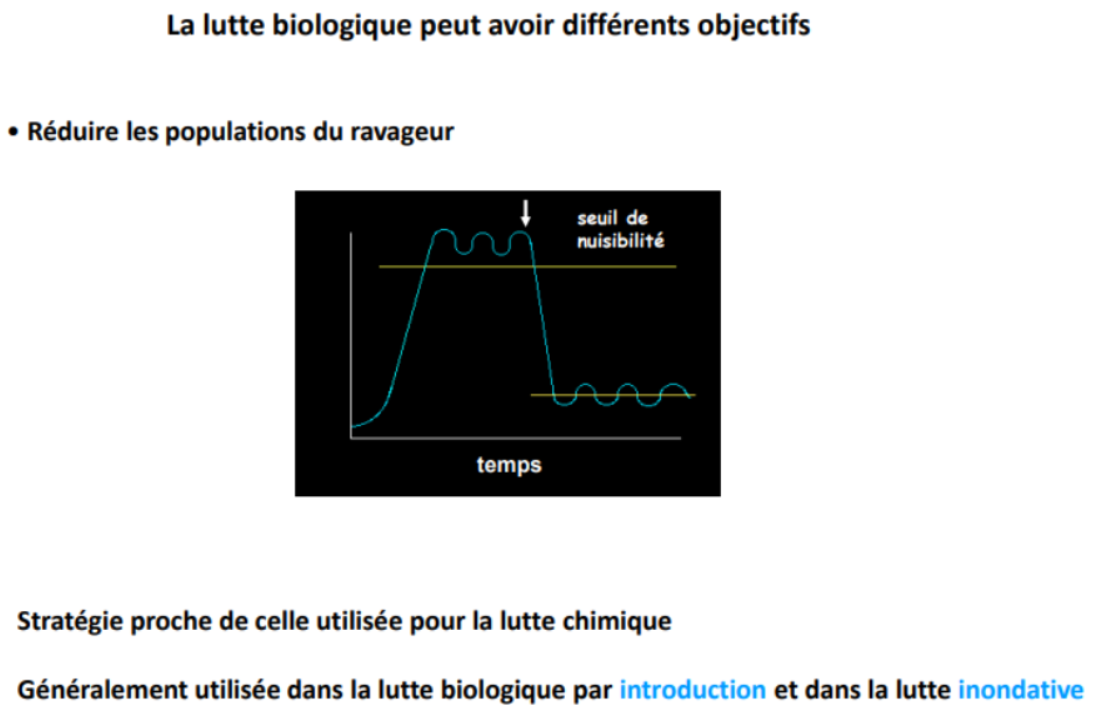 La lutte biologique peut avoir différents objectifs
• Réduire les populations du ravageur
seuil de
nuisibilité
temps
Stratégie proche de celle utilisée pour la lutte chimique
Généralement utilisée dans la lutte biologique par introduction et dans la lutte inondative